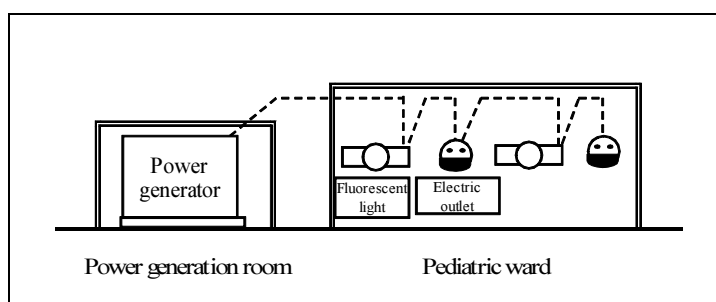 Power
generator
Fluorescent
light
Electric
outlet
Power generation room
Pediatric ward